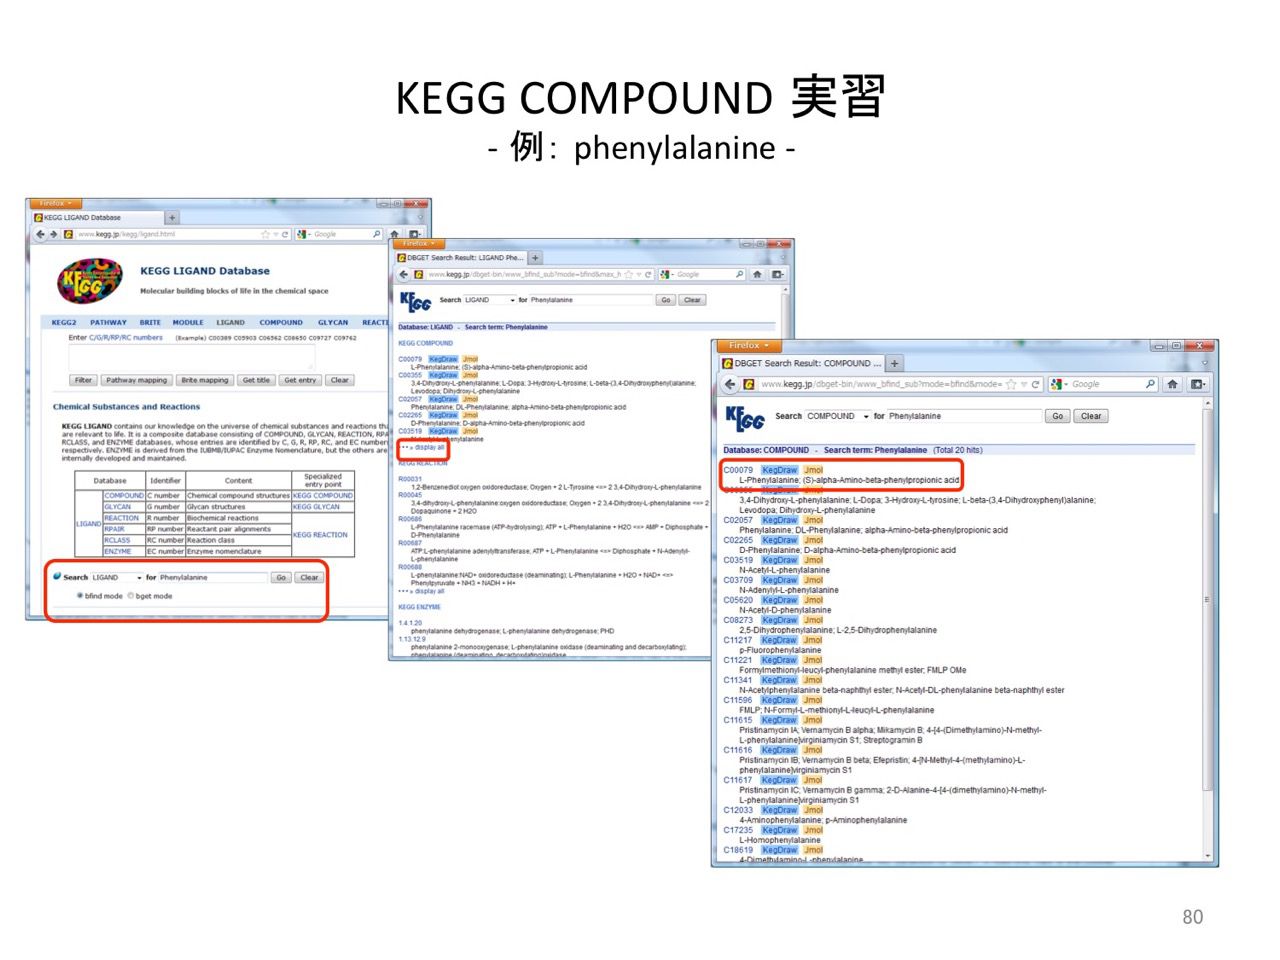 KEGG COMPOUND 実習
- 例: phenylalanine -
Firefox
KEGG LIGAND Database
www.kegg.jp/kegg/ligand.html
Google
KEGG
KEGG LIGAND Database
Molecular building blocks of life in the chemical space
KEGG2 PATHWAY BRITE MODULE LIGAND COMPOUND GLYCAN REACTI
Enter C/G/R/RP/RC numbers (Example) C00389 C05903 C06562 C08650 C09727 C09762
Filter Pathway mapping Brite mapping Get title Get entry Clear
Chemical Substances and Reactions
KEGG LIGAND contains our knowledge on the universe of chemical substances and reactions tha
are relevant to life. It is a composite database consisting of COMPOUND, GLYCAN, REACTION, RPA
RCLASS, and ENZYME databases, whose entries are identified by C, G, R, RP, RC, and EC number
respectively. ENZYME is derived from the IUBMB/IUPAC Enzyme Nomenclature, but the others are
internally developed and maintained.
Database Identifier Content Specialized entry point
LIGAND
COMPOUND C number Chemical compound structures KEGG COMPOUND
GLYCAN G number Glycan structures KEGG GLYCAN
REACTION R number Biochemical reactions
RPAIR RP number Reactant pair alignments
KEGG REACTION
RCLASS RC number Reaction class
ENZYME EC number Enzyme nomenclature
Search LIGAND for Phenylalanine Go Clear
bfind mode bget mode
Firefox
DBGET Search Result: LIGAND Phe...
www.kegg.jp/dbget-bin/www_bfind_sub?mode=bfind&max_h
Google
KEGG
Search LIGAND for Phenylalanine Go Clear
Database: LIGAND - Search term: Phenylalanine
KEGG COMPOUND
C00079 KegDraw Jmol
L-Phenylalanine; (S)-alpha-Amino-beta-phenylpropionic acid
C00355 KegDraw Jmol
3,4-Dihydroxy-L-phenylalanine; L-Dopa; 3-Hydroxy-L-tyrosine; L-beta-(3,4-Dihydroxyphenyl)alanine;
Levodopa; Dihydroxy-L-phenylalanine
C02057 KegDraw Jmol
Phenylalanine; DL-Phenylalanine; alpha-Amino-beta-phenylpropionic acid
C02265 KegDraw Jmol
D-Phenylalanine; D-alpha-Amino-beta-phenylpropionic acid
C03519 KegDraw Jmol
N-Acetyl-L-phenylalanine
• • • » display all
KEGG REACTION
R00031
1,2-Benzenediol:oxygen oxidoreductase; Oxygen + 2 L-Tyrosine <=> 2 3,4-Dihydroxy-L-phenylalanine
R00045
3,4-dihydroxy-L-phenylalanine:oxygen oxidoreductase; Oxygen + 2 3,4-Dihydroxy-L-phenylalanine <=> 2
Dopaquinone + 2 H2O
R00686
L-Phenylalanine racemase (ATP-hydrolysing); ATP + L-Phenylalanine + H2O <=> AMP + Diphosphate +
D-Phenylalanine
R00687
ATP:L-phenylalanine adenylyltransferase; ATP + L-Phenylalanine <=> Diphosphate + N-Adenylyl-
L-phenylalanine
R00688
L-phenylalanine:NAD+ oxidoreductase (deaminating); L-Phenylalanine + H2O + NAD+ <=>
Phenylpyruvate + NH3 + NADH + H+
• • • » display all
KEGG ENZYME
1.4.1.20
phenylalanine dehydrogenase; L-phenylalanine dehydrogenase; PHD
1.13.12.9
phenylalanine 2-monooxygenase; L-phenylalanine oxidase (deaminating and decarboxylating);
phenylalanine (deaminating, decarboxylating)oxidase
Firefox
DBGET Search Result: COMPOUND ...
www.kegg.jp/dbget-bin/www_bfind_sub?mode=bfind&mode=
Google
KEGG
Search COMPOUND for Phenylalanine Go Clear
Database: COMPOUND - Search term: Phenylalanine (Total 20 hits)
C00079 KegDraw Jmol
L-Phenylalanine; (S)-alpha-Amino-beta-phenylpropionic acid
C00355 KegDraw Jmol
3,4-Dihydroxy-L-phenylalanine; L-Dopa; 3-Hydroxy-L-tyrosine; L-beta-(3,4-Dihydroxyphenyl)alanine;
Levodopa; Dihydroxy-L-phenylalanine
C02057 KegDraw Jmol
Phenylalanine; DL-Phenylalanine; alpha-Amino-beta-phenylpropionic acid
C02265 KegDraw Jmol
D-Phenylalanine; D-alpha-Amino-beta-phenylpropionic acid
C03519 KegDraw Jmol
N-Acetyl-L-phenylalanine
C03709 KegDraw Jmol
N-Adenylyl-L-phenylalanine
C05620 KegDraw Jmol
N-Acetyl-D-phenylalanine
C08273 KegDraw Jmol
2,5-Dihydrophenylalanine; L-2,5-Dihydrophenylalanine
C11217 KegDraw Jmol
p-Fluorophenylalanine
C11221 KegDraw Jmol
Formylmethionyl-leucyl-phenylalanine methyl ester; FMLP OMe
C11341 KegDraw Jmol
N-Acetylphenylalanine beta-naphthyl ester; N-Acetyl-DL-phenylalanine beta-naphthyl ester
C11596 KegDraw Jmol
FMLP; N-Formyl-L-methionyl-L-leucyl-L-phenylalanine
C11615 KegDraw Jmol
Pristinamycin IA; Vernamycin B alpha; Mikamycin B; 4-[4-(Dimethylamino)-N-methyl-
L-phenylalanine]virginiamycin S1; Streptogramin B
C11616 KegDraw Jmol
Pristinamycin IB; Vernamycin B beta; Efepristin; 4-[N-Methyl-4-(methylamino)-L-
phenylalanine]virginiamycin S1
C11617 KegDraw Jmol
Pristinamycin IC; Vernamycin B gamma; 2-D-Alanine-4-[4-(dimethylamino)-N-methyl-
L-phenylalanine]virginiamycin S1
C12033 KegDraw Jmol
4-Aminophenylalanine; p-Aminophenylalanine
C17235 KegDraw Jmol
L-Homophenylalanine
C18619 KegDraw Jmol
4-Dimethylamino-L-phenylalanine
80